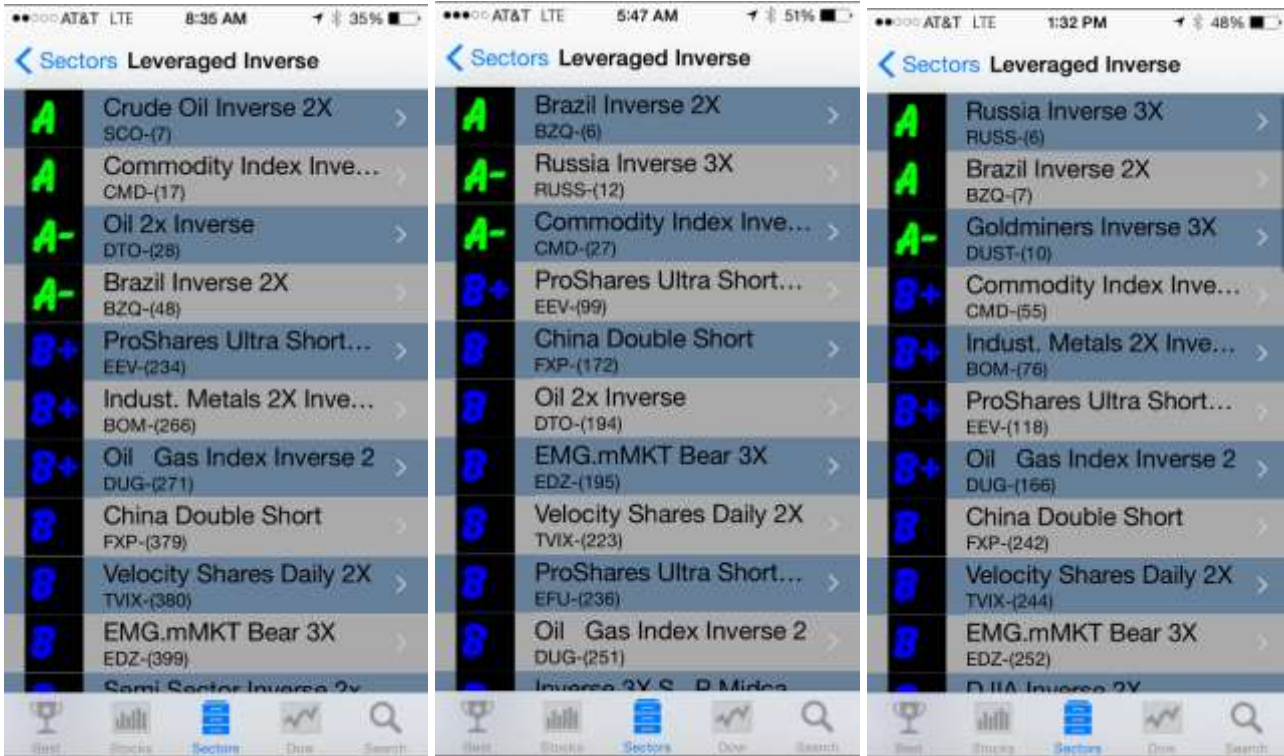 AT&T LTE 8:35 AM 35%
Sectors Leveraged Inverse
A Crude Oil Inverse 2X
SCO-(7)
A Commodity Index Inve...
CMD-(17)
A- Oil 2x Inverse
DTO-(28)
A- Brazil Inverse 2X
BZQ-(48)
B+ ProShares Ultra Short...
EEV-(234)
B+ Indust. Metals 2X Inve...
BOM-(266)
B+ Oil Gas Index Inverse 2
DUG-(271)
B China Double Short
FXP-(379)
B Velocity Shares Daily 2X
TVIX-(380)
B EMG.mMKT Bear 3X
EDZ-(399)
Semi Sector Inverse 2x
Best Stocks Sectors Dow Search
AT&T LTE 5:47 AM 51%
Sectors Leveraged Inverse
A Brazil Inverse 2X
BZQ-(6)
A- Russia Inverse 3X
RUSS-(12)
A- Commodity Index Inve...
CMD-(27)
B+ ProShares Ultra Short...
EEV-(99)
B China Double Short
FXP-(172)
B Oil 2x Inverse
DTO-(194)
B EMG.mMKT Bear 3X
EDZ-(195)
B Velocity Shares Daily 2X
TVIX-(223)
B ProShares Ultra Short...
EFU-(236)
B Oil Gas Index Inverse 2
DUG-(251)
Inverse 3X S P Midca
Best Stocks Sectors Dow Search
AT&T LTE 1:32 PM 48%
Sectors Leveraged Inverse
A Russia Inverse 3X
RUSS-(6)
A Brazil Inverse 2X
BZQ-(7)
A- Goldminers Inverse 3X
DUST-(10)
B+ Commodity Index Inve...
CMD-(55)
B+ Indust. Metals 2X Inve...
BOM-(76)
B+ ProShares Ultra Short...
EEV-(118)
B+ Oil Gas Index Inverse 2
DUG-(166)
B China Double Short
FXP-(242)
B Velocity Shares Daily 2X
TVIX-(244)
B EMG.mMKT Bear 3X
EDZ-(252)
DJIA Inverse 2X
Best Stocks Sectors Dow Search